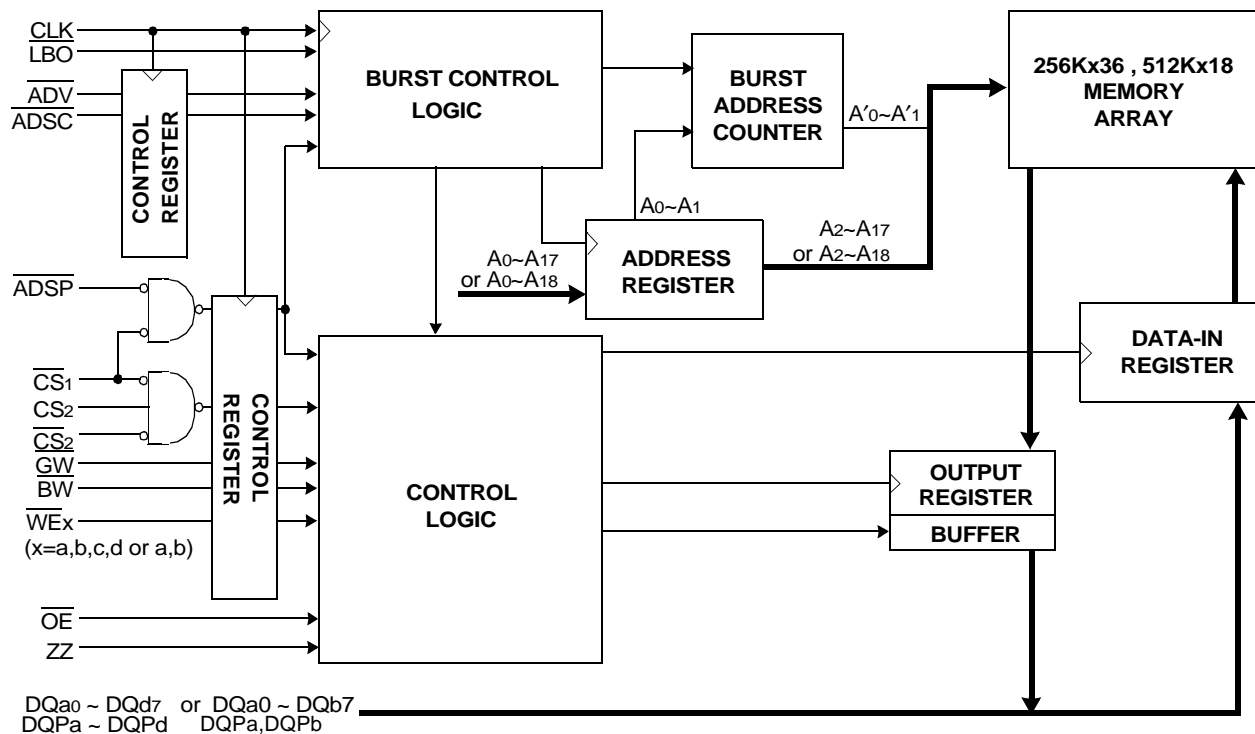 CLK
LBO
ADV
ADSC
CONTROL
REGISTER
BURST CONTROL
LOGIC
BURST
ADDRESS
COUNTER
A′0~A′1
256Kx36 , 512Kx18
MEMORY
ARRAY
A0~A1
A0~A17
or A0~A18
ADDRESS
REGISTER
A2~A17
or A2~A18
ADSP
CS1
CS2
CS2
GW
BW
WEx
(x=a,b,c,d or a,b)
CONTROL
REGISTER
CONTROL
LOGIC
DATA-IN
REGISTER
OUTPUT
REGISTER
BUFFER
OE
ZZ
DQa0 ~ DQd7 or DQa0 ~ DQb7
DQPa ~ DQPd DQPa,DQPb